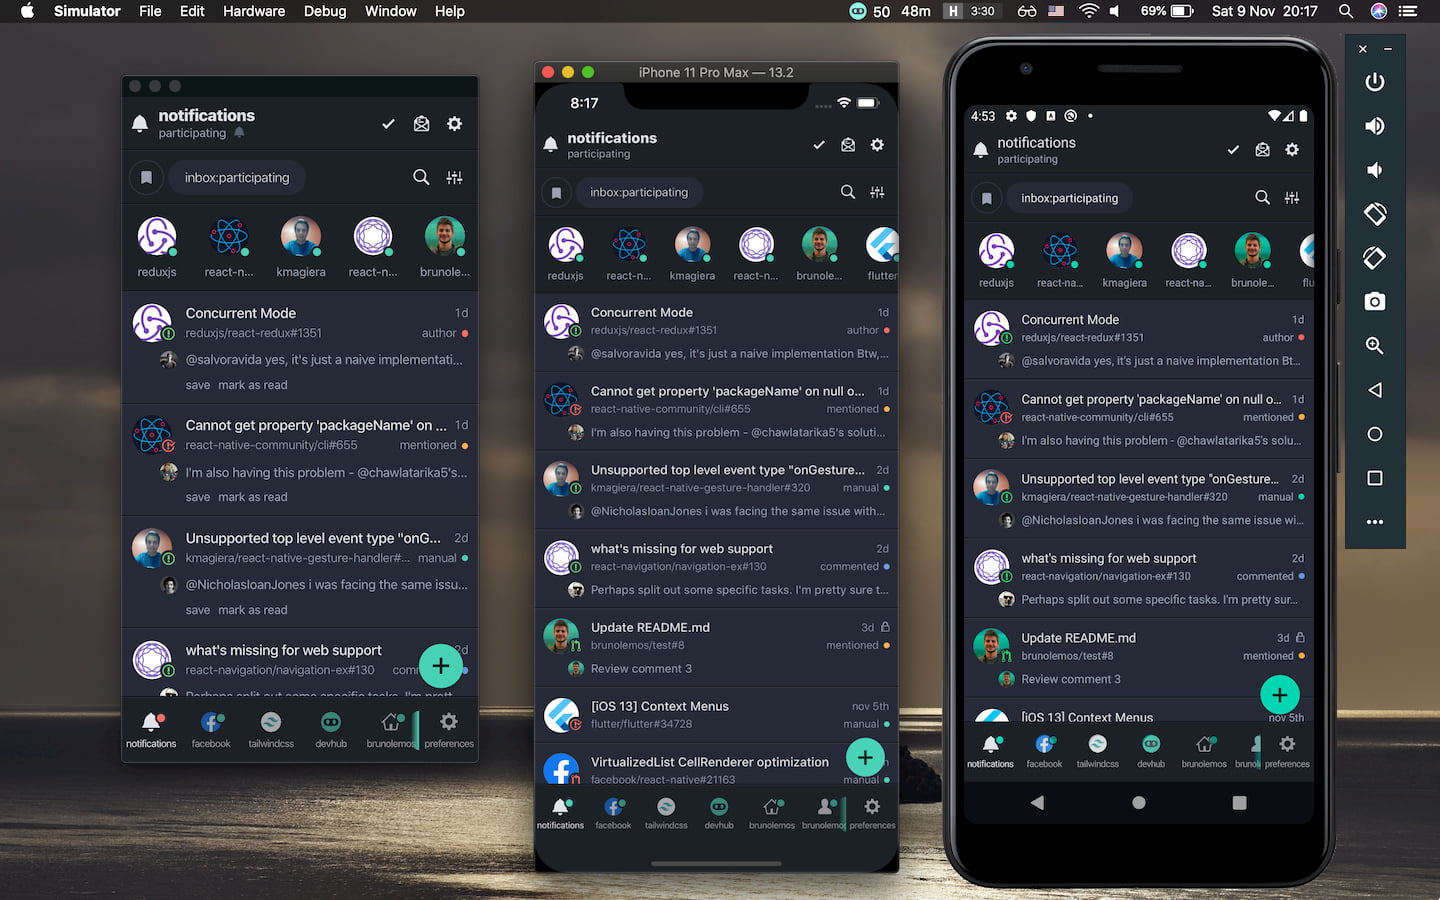 Simulator File Edit Hardware Debug Window Help
50 48m H 3:30 69% Sat 9 Nov 20:17
notifications
participating
inbox:participating
reduxjs react-n... kmagiera react-n... brunole...
Concurrent Mode 1d
reduxjs/react-redux#1351 author
@salvoravida yes, it's just a naive implementati...
save mark as read
Cannot get property 'packageName' on ... 1d
react-native-community/cli#655 mentioned
I'm also having this problem - @chawlatarika5's...
save mark as read
Unsupported top level event type "onG... 2d
kmagiera/react-native-gesture-handler#... manual
@NicholasIoanJones i was facing the same issu...
save mark as read
what's missing for web support 2d
react-navigation/navigation-ex#130
Perhaps split out some specific tasks. I'm prett...
notifications facebook tailwindcss devhub brunolemos preferences
iPhone 11 Pro Max — 13.2
8:17
notifications
participating
inbox:participating
reduxjs react-n... kmagiera react-n... brunole... flutter
Concurrent Mode 1d
reduxjs/react-redux#1351 author
@salvoravida yes, it's just a naive implementation Btw,...
Cannot get property 'packageName' on null o... 1d
react-native-community/cli#655 mentioned
I'm also having this problem - @chawlatarika5's soluti...
Unsupported top level event type "onGesture... 2d
kmagiera/react-native-gesture-handler#320 manual
@NicholasIoanJones i was facing the same issue with...
what's missing for web support 2d
react-navigation/navigation-ex#130 commented
Perhaps split out some specific tasks. I'm pretty sure t...
Update README.md 3d
brunolemos/test#8 mentioned
Review comment 3
[iOS 13] Context Menus nov 5th
flutter/flutter#34728 manual
VirtualizedList CellRenderer optimization
facebook/react-native#21163 manual
notifications facebook tailwindcss devhub brunolemos brunolemos preferences
4:53
notifications
participating
inbox:participating
reduxjs react-na... kmagiera react-na... brunole... flu
Concurrent Mode 1d
reduxjs/react-redux#1351 author
@salvoravida yes, it's just a naive implementation Bt...
Cannot get property 'packageName' on null o... 1d
react-native-community/cli#655 mentioned
I'm also having this problem - @chawlatarika5's solu...
Unsupported top level event type "onGesture... 2d
kmagiera/react-native-gesture-handler#320 manual
@NicholasIoanJones i was facing the same issue wi...
what's missing for web support 2d
react-navigation/navigation-ex#130 commented
Perhaps split out some specific tasks. I'm pretty sur...
Update README.md 3d
brunolemos/test#8 mentioned
Review comment 3
[iOS 13] Context Menus nov 5th
notifications facebook tailwindcss devhub brunolemos brunol preferences